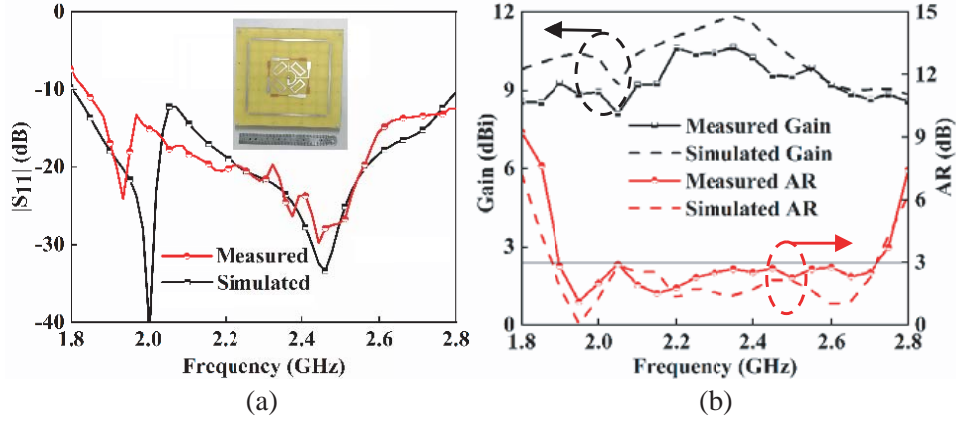 0
-10
-20
-30
-40
|S11| (dB)
Measured
Simulated
1.8 2.0 2.2 2.4 2.6 2.8
Frequency (GHz)
(a)
12
9
6
3
0
Gain (dBi)
Measured Gain
Simulated Gain
Measured AR
Simulated AR
15
12
9
6
3
0
AR (dB)
1.8 2.0 2.2 2.4 2.6 2.8
Frequency (GHz)
(b)